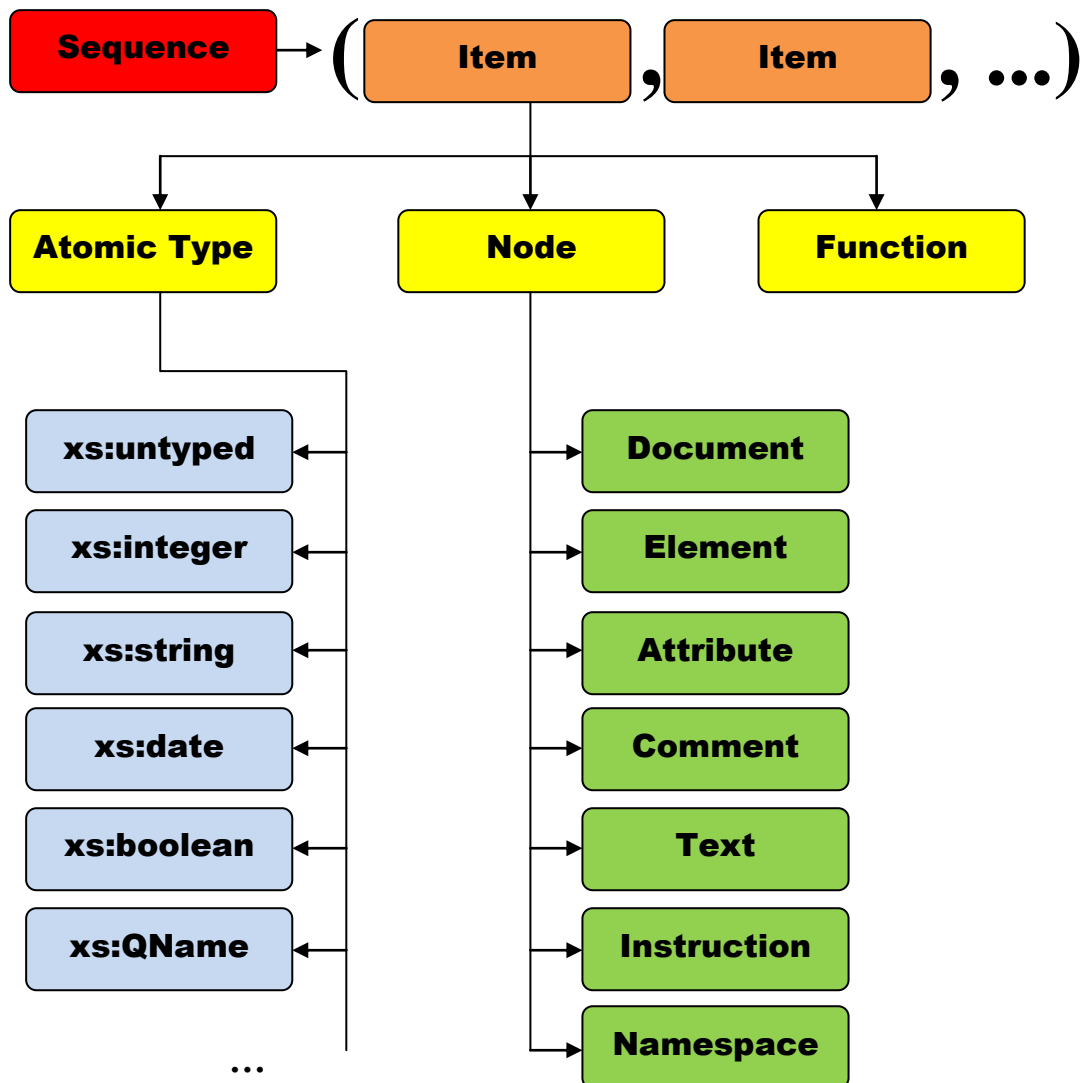 Sequence ( Item , Item , ...)
Atomic Type Node Function
xs:untyped Document
xs:integer Element
xs:string Attribute
xs:date Comment
xs:boolean Text
xs:QName Instruction
... Namespace